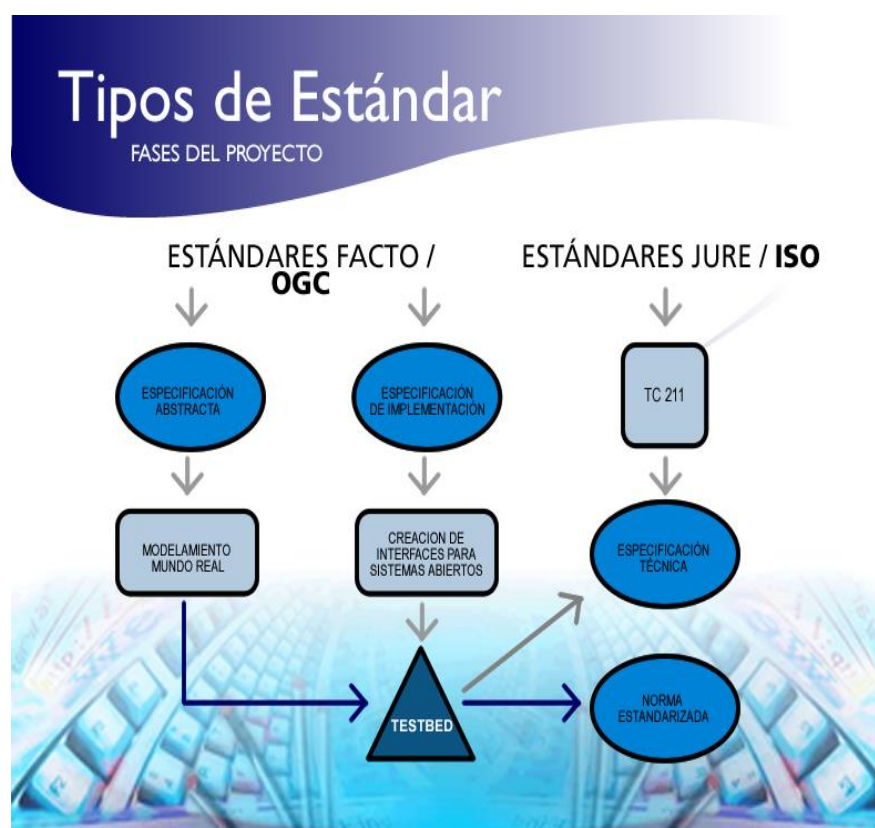 Tipos de Estándar
FASES DEL PROYECTO
ESTÁNDARES FACTO /
OGC
ESTÁNDARES JURE / ISO
ESPECIFICACIÓN
ABSTRACTA
ESPECIFICACIÓN
DE IMPLEMENTACIÓN
TC 211
MODELAMIENTO
MUNDO REAL
CREACION DE
INTERFACES PARA
SISTEMAS ABIERTOS
ESPECIFICACIÓN
TÉCNICA
TESTBED
NORMA
ESTANDARIZADA